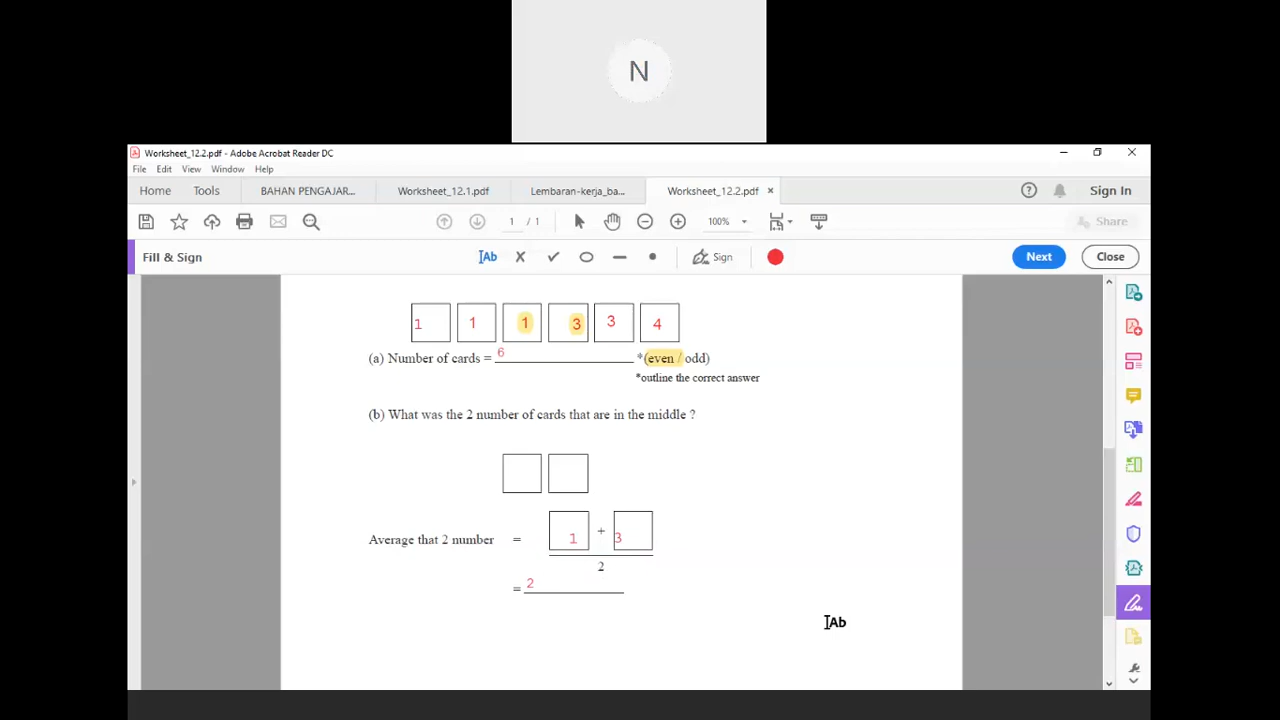 N
Worksheet_12.2.pdf - Adobe Acrobat Reader DC
File Edit View Window Help
Home Tools BAHAN PENGAJAR... Worksheet_12.1.pdf Lembaran-kerja_ba... Worksheet_12.2.pdf × ? Sign In
1 / 1 100% Share
Fill & Sign Ab Sign Next Close
1 1 1 3 3 4
(a) Number of cards = 6 *(even / odd)
*outline the correct answer
(b) What was the 2 number of cards that are in the middle ?
1 + 3
Average that 2 number =
2
= 2
Ab